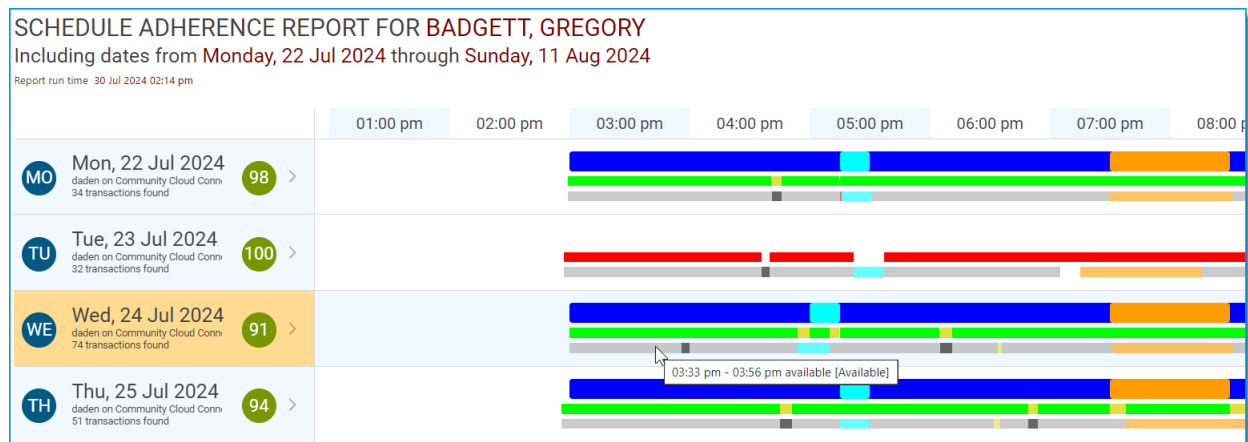 SCHEDULE ADHERENCE REPORT FOR BADGETT, GREGORY
Including dates from Monday, 22 Jul 2024 through Sunday, 11 Aug 2024
Report run time 30 Jul 2024 02:14 pm
01:00 pm 02:00 pm 03:00 pm 04:00 pm 05:00 pm 06:00 pm 07:00 pm 08:00
MO Mon, 22 Jul 2024 98
daden on Community Cloud Conn
34 transactions found
TU Tue, 23 Jul 2024 100
daden on Community Cloud Conn
32 transactions found
WE Wed, 24 Jul 2024 91
daden on Community Cloud Conn
74 transactions found
03:33 pm - 03:56 pm available [Available]
TH Thu, 25 Jul 2024 94
daden on Community Cloud Conn
51 transactions found